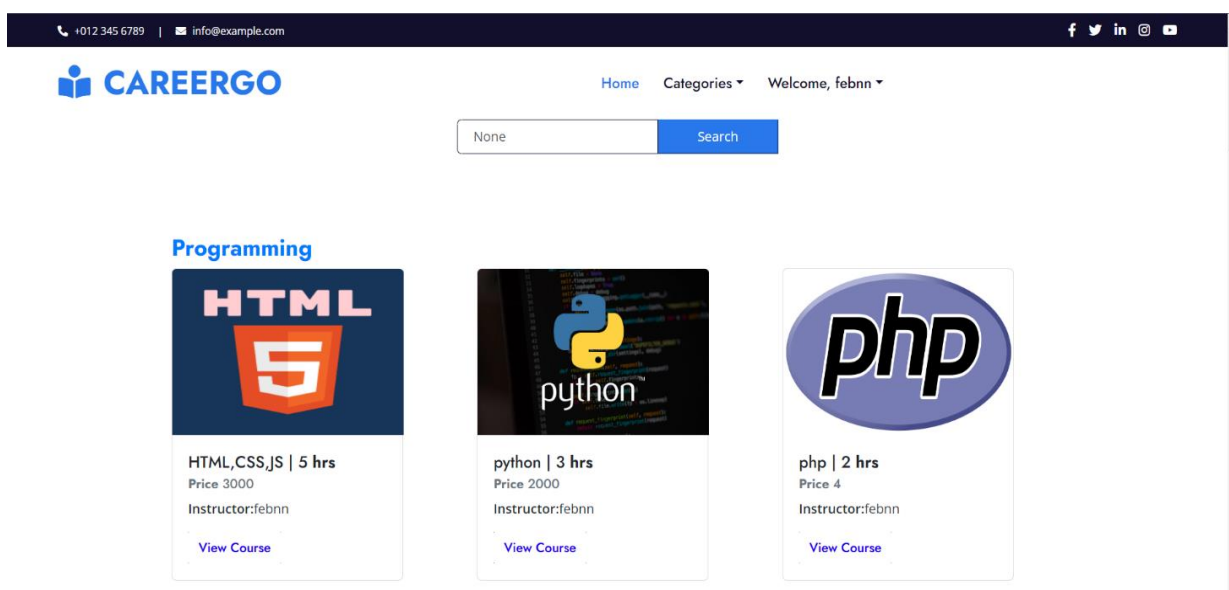 +012 345 6789 | info@example.com
CAREERGO
Home Categories Welcome, febnn
None Search
Programming
HTML
5
python™
php
HTML,CSS,JS | 5 hrs
Price 3000
Instructor:febnn
View Course
python | 3 hrs
Price 2000
Instructor:febnn
View Course
php | 2 hrs
Price 4
Instructor:febnn
View Course